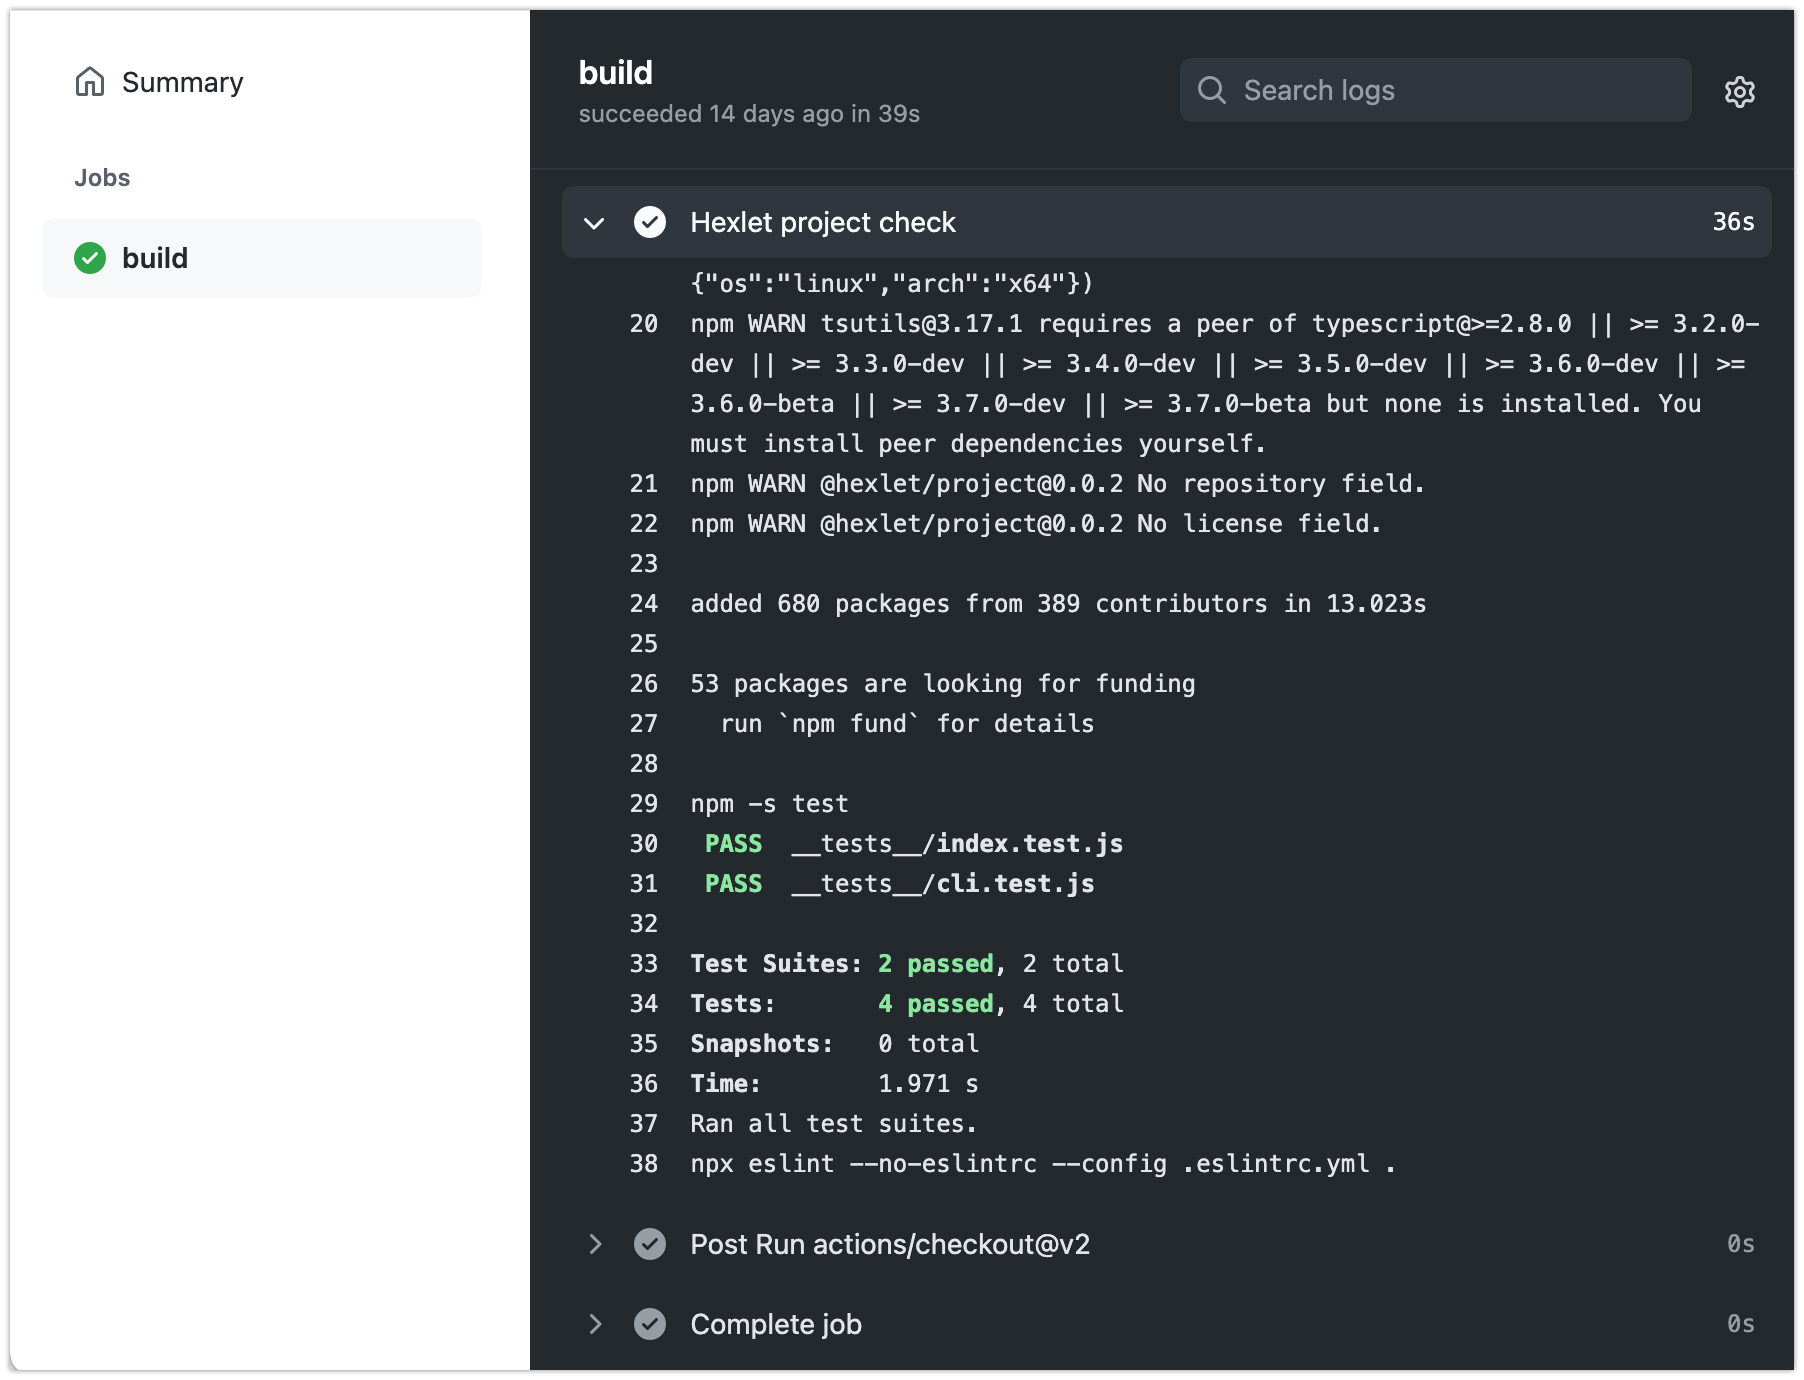 Summary
Jobs
build
build
succeeded 14 days ago in 39s
Search logs
Hexlet project check 36s
{"os":"linux","arch":"x64"})
20 npm WARN tsutils@3.17.1 requires a peer of typescript@>=2.8.0 || >= 3.2.0-
dev || >= 3.3.0-dev || >= 3.4.0-dev || >= 3.5.0-dev || >= 3.6.0-dev || >=
3.6.0-beta || >= 3.7.0-dev || >= 3.7.0-beta but none is installed. You
must install peer dependencies yourself.
21 npm WARN @hexlet/project@0.0.2 No repository field.
22 npm WARN @hexlet/project@0.0.2 No license field.
23
24 added 680 packages from 389 contributors in 13.023s
25
26 53 packages are looking for funding
27   run `npm fund` for details
28
29 npm -s test
30  PASS  __tests__/index.test.js
31  PASS  __tests__/cli.test.js
32
33 Test Suites: 2 passed, 2 total
34 Tests:       4 passed, 4 total
35 Snapshots:   0 total
36 Time:        1.971 s
37 Ran all test suites.
38 npx eslint --no-eslintrc --config .eslintrc.yml .
Post Run actions/checkout@v2 0s
Complete job 0s